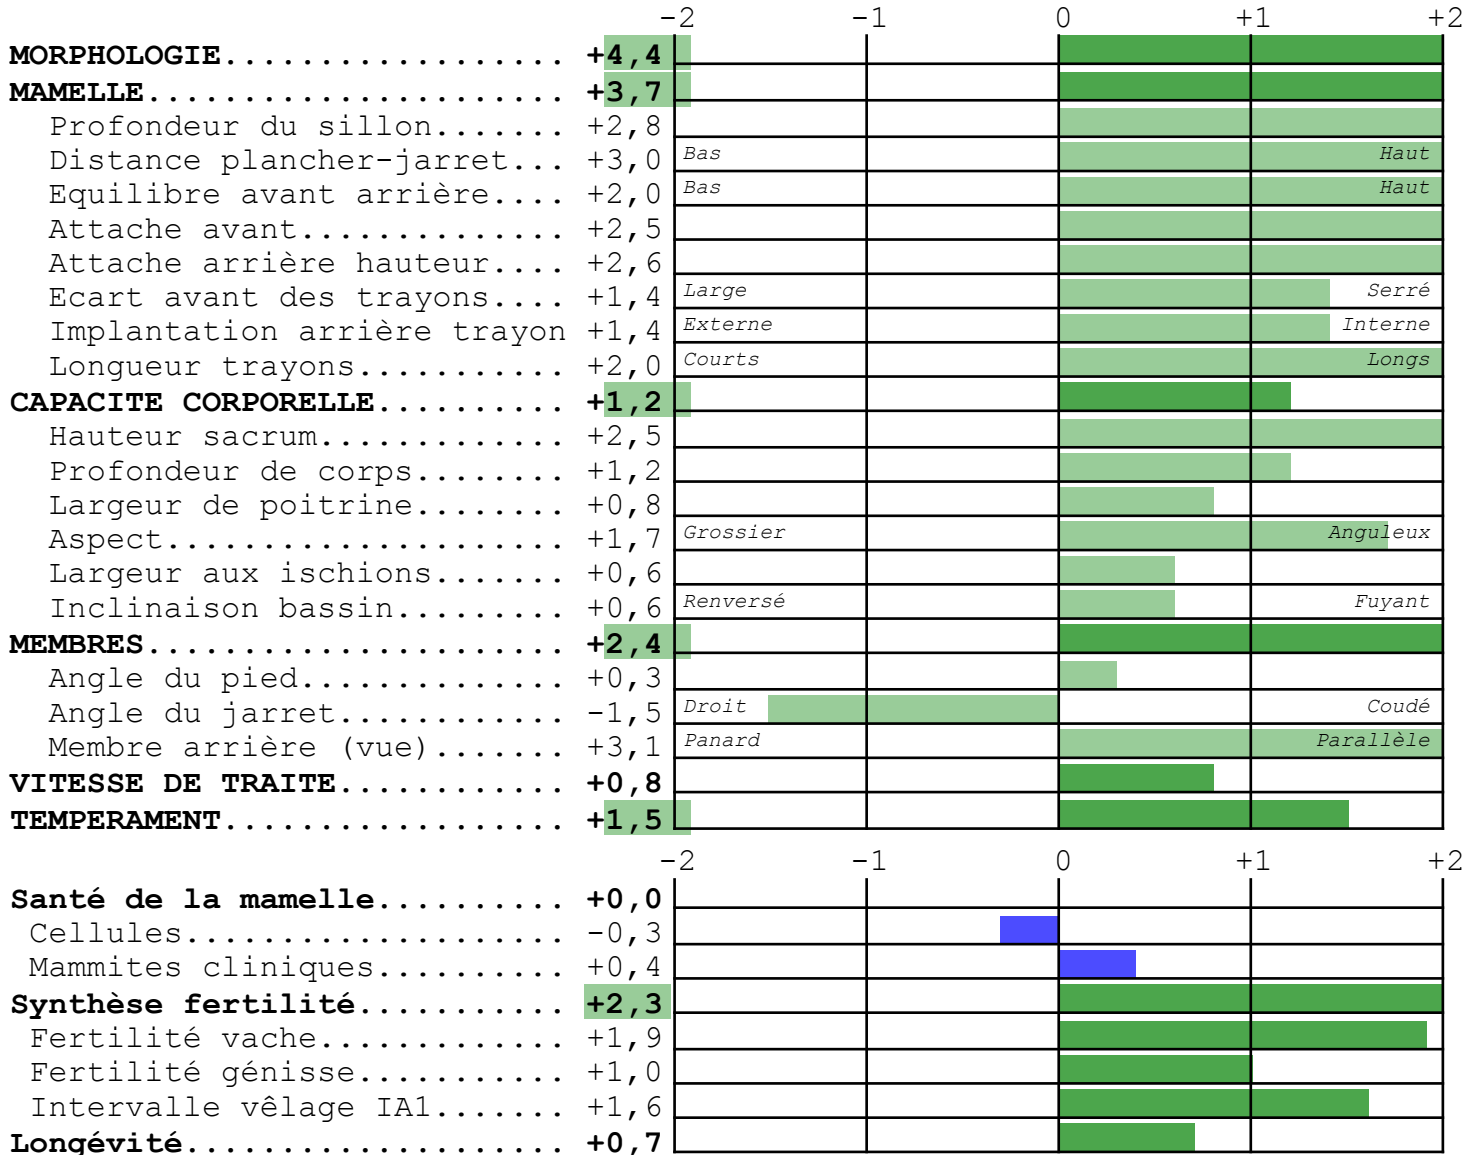 -2 -1 0 +1 +2
MORPHOLOGIE.................. +4,4
MAMELLE...................... +3,7
Profondeur du sillon....... +2,8
Distance plancher-jarret... +3,0 Bas Haut
Equilibre avant arrière.... +2,0 Bas Haut
Attache avant.............. +2,5
Attache arrière hauteur.... +2,6
Ecart avant des trayons.... +1,4 Large Serré
Implantation arrière trayon +1,4 Externe Interne
Longueur trayons........... +2,0 Courts Longs
CAPACITE CORPORELLE.......... +1,2
Hauteur sacrum............. +2,5
Profondeur de corps........ +1,2
Largeur de poitrine........ +0,8
Aspect..................... +1,7 Grossier Anguleux
Largeur aux ischions....... +0,6
Inclinaison bassin......... +0,6 Renversé Fuyant
MEMBRES...................... +2,4
Angle du pied.............. +0,3
Angle du jarret............ -1,5 Droit Coudé
Membre arrière (vue)....... +3,1 Panard Parallèle
VITESSE DE TRAITE............ +0,8
TEMPERAMENT.................. +1,5
-2 -1 0 +1 +2
Santé de la mamelle.......... +0,0
Cellules.................... -0,3
Mammites cliniques.......... +0,4
Synthèse fertilité........... +2,3
Fertilité vache............. +1,9
Fertilité génisse........... +1,0
Intervalle vêlage IA1....... +1,6
Longévité.................... +0,7